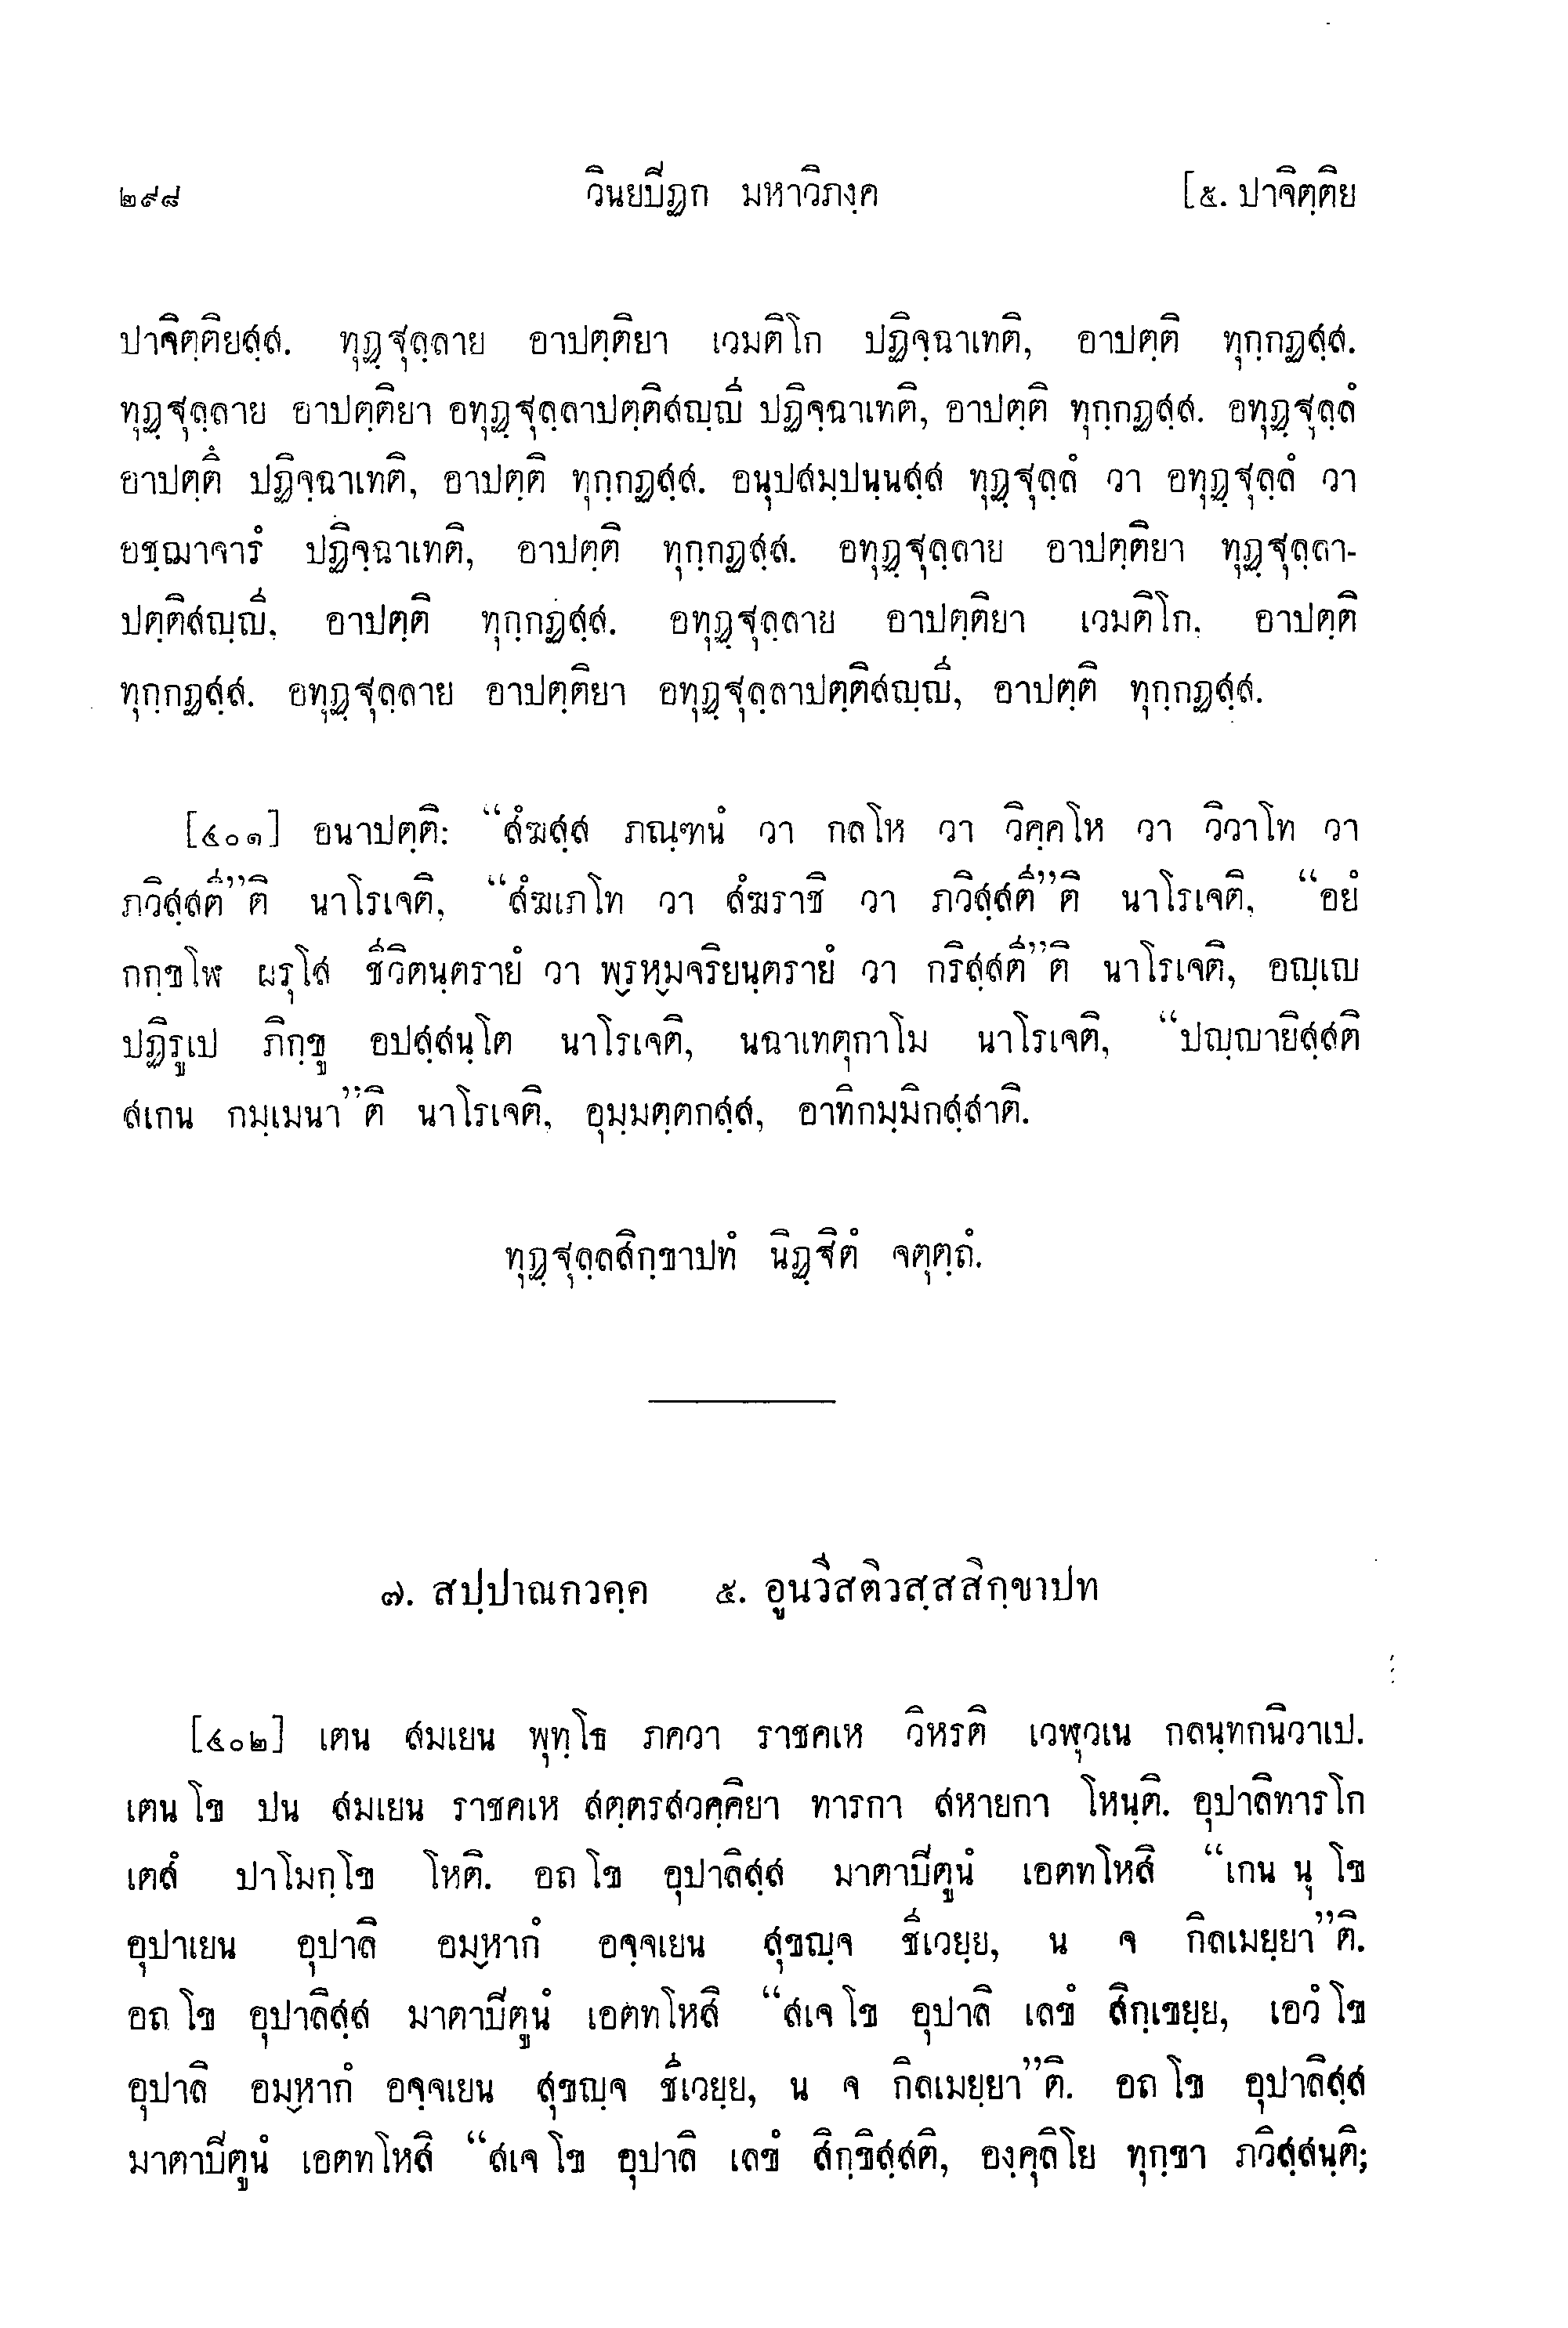 ๒๙๘ วินยปีฏก มหาวิภงฺค [๕. ปาจิตฺติย
ปาจิตฺติยสฺส. ทุฏฺฐุลฺลาย อาปตฺติยา เวมติโก ปฏิจฺฉาเทติ, อาปตฺติ ทุกฺกฏสฺส.
ทุฏฺฐุลฺลาย อาปตฺติยา อทุฏฺฐุลฺลาปตฺติสญฺญี ปฏิจฺฉาเทติ, อาปตฺติ ทุกฺกฏสฺส. อทุฏฺฐุลฺลํ
อาปตฺตึ ปฏิจฺฉาเทติ, อาปตฺติ ทุกฺกฏสฺส. อนุปสมฺปนฺนสฺส ทุฏฺฐุลฺลํ วา อทุฏฺฐุลฺลํ วา
อชฺฌาจารํ ปฏิจฺฉาเทติ, อาปตฺติ ทุกฺกฏสฺส. อทุฏฺฐุลฺลาย อาปตฺติยา ทุฏฺฐุลฺลา-
ปตฺติสญฺญี, อาปตฺติ ทุกฺกฏสฺส. อทุฏฺฐุลฺลาย อาปตฺติยา เวมติโก, อาปตฺติ
ทุกฺกฏสฺส. อทุฏฺฐุลฺลาย อาปตฺติยา อทุฏฺฐุลฺลาปตฺติสญฺญี, อาปตฺติ ทุกฺกฏสฺส.
[๔๐๑] อนาปตฺติ: “สํฆสฺส ภณฺฑนํ วา กลโห วา วิคฺคโห วา วิวาโท วา
ภวิสฺสตี”ติ นาโรเจติ, “สํฆเภโท วา สํฆราชิ วา ภวิสฺสตี”ติ นาโรเจติ, “อยํ
กกฺขโฬ ผรุโส ชีวิตนฺตรายํ วา พฺรหฺมจริยนฺตรายํ วา กริสฺสตี”ติ นาโรเจติ, อญฺเญ
ปฏิรูเป ภิกฺขู อปสฺสนฺโต นาโรเจติ, นฉาเทตุกาโม นาโรเจติ, “ปญฺญายิสฺสติ
สเกน กมฺเมนา”ติ นาโรเจติ, อุมฺมตฺตกสฺส, อาทิกมฺมิกสฺสาติ.
ทุฏฺฐุลฺลสิกฺขาปทํ นิฏฺฐิตํ จตุตฺถํ.
๗. สปฺปาณกวคฺค ๕. อูนวีสติวสฺสสิกฺขาปท
[๔๐๒] เตน สมเยน พุทฺโธ ภควา ราชคเห วิหรติ เวฬุวเน กลนฺทกนิวาเป.
เตน โข ปน สมเยน ราชคเห สตฺตรสวคฺคิยา ทารกา สหายกา โหนฺติ. อุปาลิทารโก
เตสํ ปาโมกฺโข โหติ. อถ โข อุปาลิสฺส มาตาปีตูนํ เอตทโหสิ “เกน นุ โข
อุปาเยน อุปาลิ อมฺหากํ อจฺจเยน สุขญฺจ ชีเวยฺย, น จ กิลเมยฺยา”ติ.
อถ โข อุปาลิสฺส มาตาปีตูนํ เอตทโหสิ “สเจ โข อุปาลิ เลขํ สิกฺเขยฺย, เอวํ โข
อุปาลิ อมฺหากํ อจฺจเยน สุขญฺจ ชีเวยฺย, น จ กิลเมยฺยา”ติ. อถ โข อุปาลิสฺส
มาตาปีตูนํ เอตทโหสิ “สเจ โข อุปาลิ เลขํ สิกฺขิสฺสติ, องฺคุลิโย ทุกฺขา ภวิสฺสนฺติ;